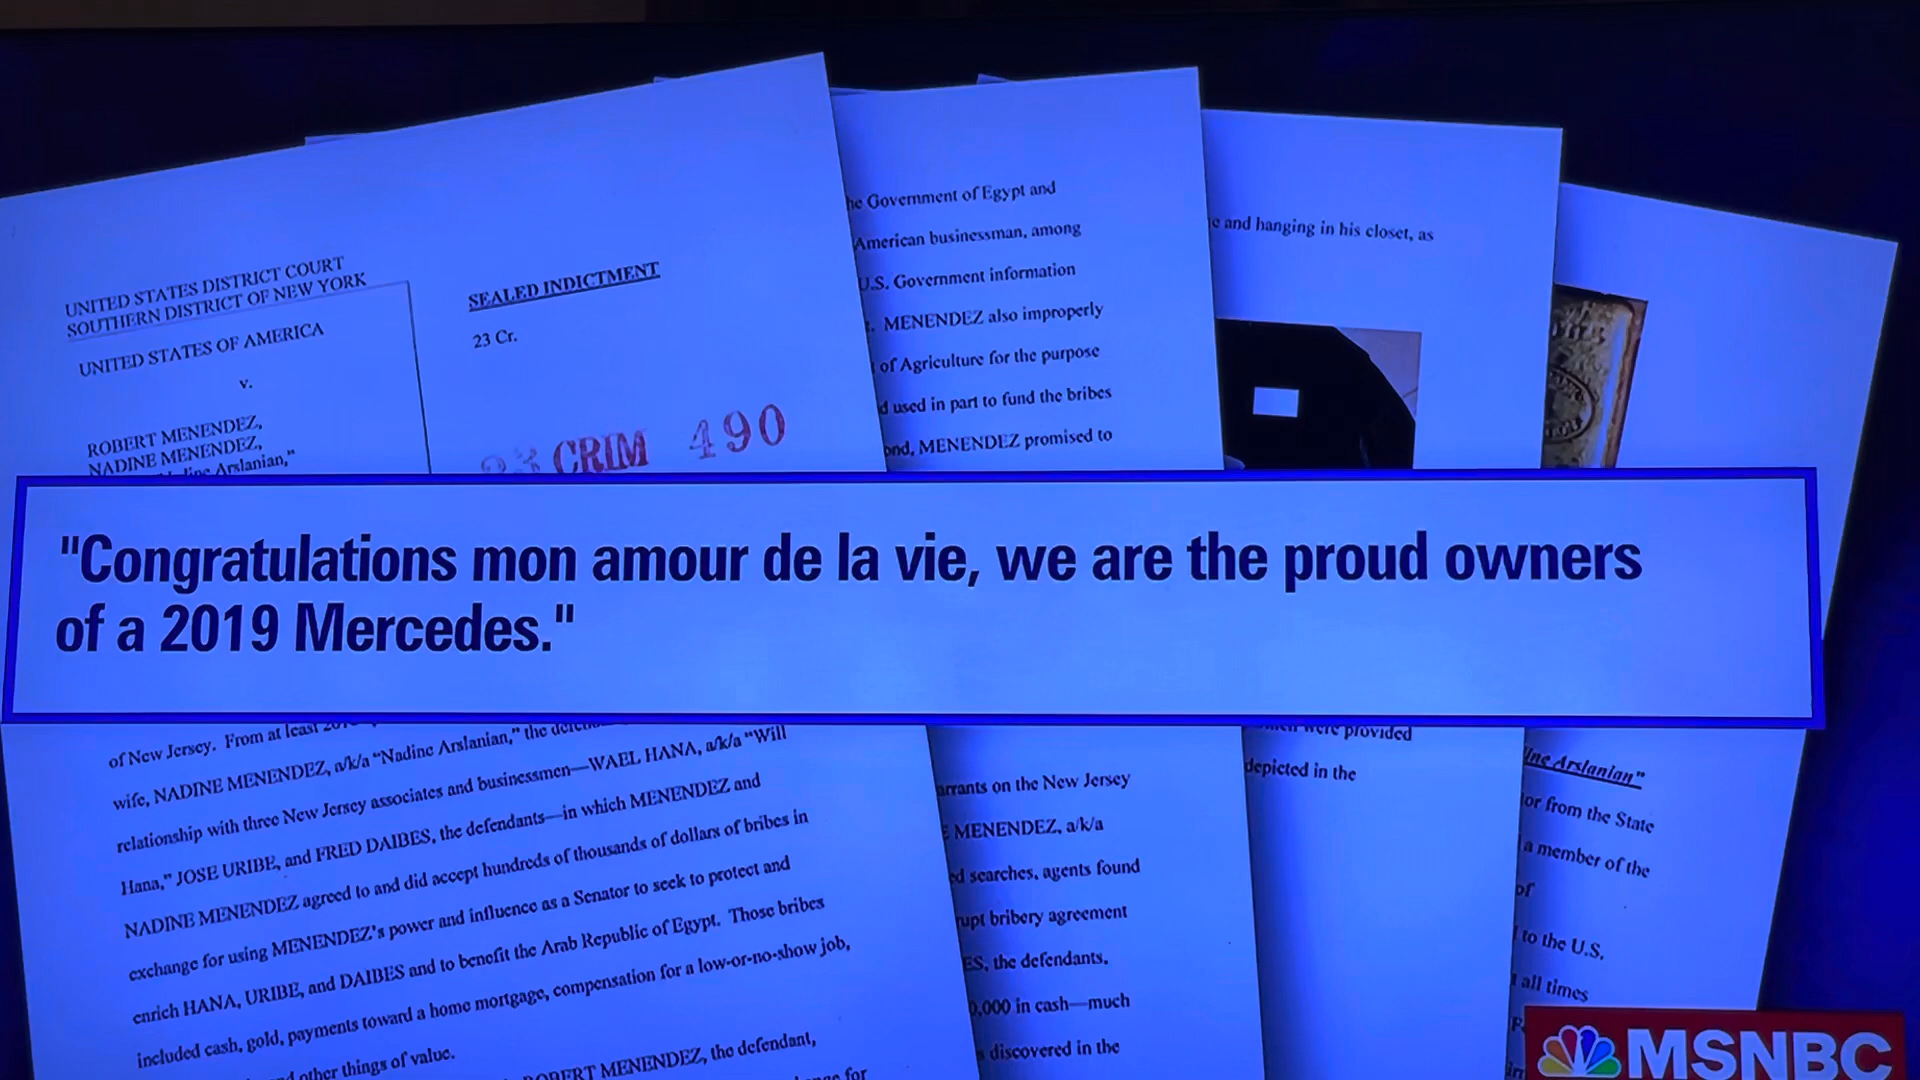 UNITED STATES DISTRICT COURT
SOUTHERN DISTRICT OF NEW YORK
UNITED STATES OF AMERICA
v.
ROBERT MENENDEZ,
NADINE MENENDEZ,
Arslanian,"
SEALED INDICTMENT
23 Cr.
23 CRIM 490
he Government of Egypt and
American businessman, among
U.S. Government information
MENENDEZ also improperly
of Agriculture for the purpose
used in part to fund the bribes
MENENDEZ promised to
e and hanging in his closet, as
"Congratulations mon amour de la vie, we are the proud owners
of a 2019 Mercedes."
of New Jersey. From at least
wife, NADINE MENENDEZ, a/k/a "Nadine Arslanian," the
relationship with three New Jersey associates and businessmen—WAEL HANA, a/k/a "Will
Hana," JOSE URIBE, and FRED DAIBES, the defendants—in which MENENDEZ and
NADINE MENENDEZ agreed to and did accept hundreds of thousands of dollars of bribes in
exchange for using MENENDEZ's power and influence as a Senator to seek to protect and
enrich HANA, URIBE, and DAIBES and to benefit the Arab Republic of Egypt. Those bribes
included cash, gold, payments toward a home mortgage, compensation for a low-or-no-show job,
other things of value.
ROBERT MENENDEZ, the defendant,
for
arrants on the New Jersey
MENENDEZ, a/k/a
ed searches, agents found
rupt bribery agreement
ES, the defendants.
0,000 in cash—much
discovered in the
were provided
depicted in the
ine Arslanian"
or from the State
a member of the
of
to the U.S.
all times
MSNBC